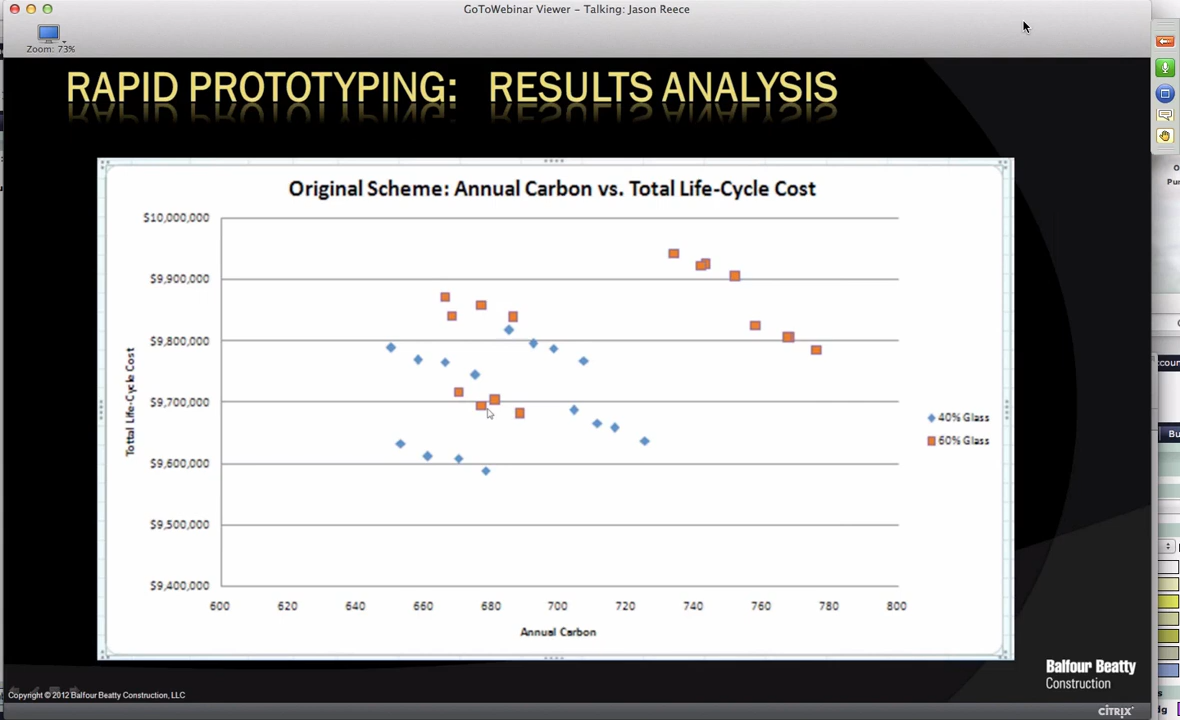 GoToWebinar Viewer - Talking: Jason Reece
Zoom: 73%
RAPID PROTOTYPING: RESULTS ANALYSIS
Original Scheme: Annual Carbon vs. Total Life-Cycle Cost
$10,000,000
$9,900,000
$9,800,000
$9,700,000
$9,600,000
$9,500,000
$9,400,000
Tottal Life-Cycle Cost
600 620 640 660 680 700 720 740 760 780 800
Annual Carbon
40% Glass
60% Glass
Balfour Beatty
Construction
Copyright © 2012 Balfour Beatty Construction, LLC
CITRIX